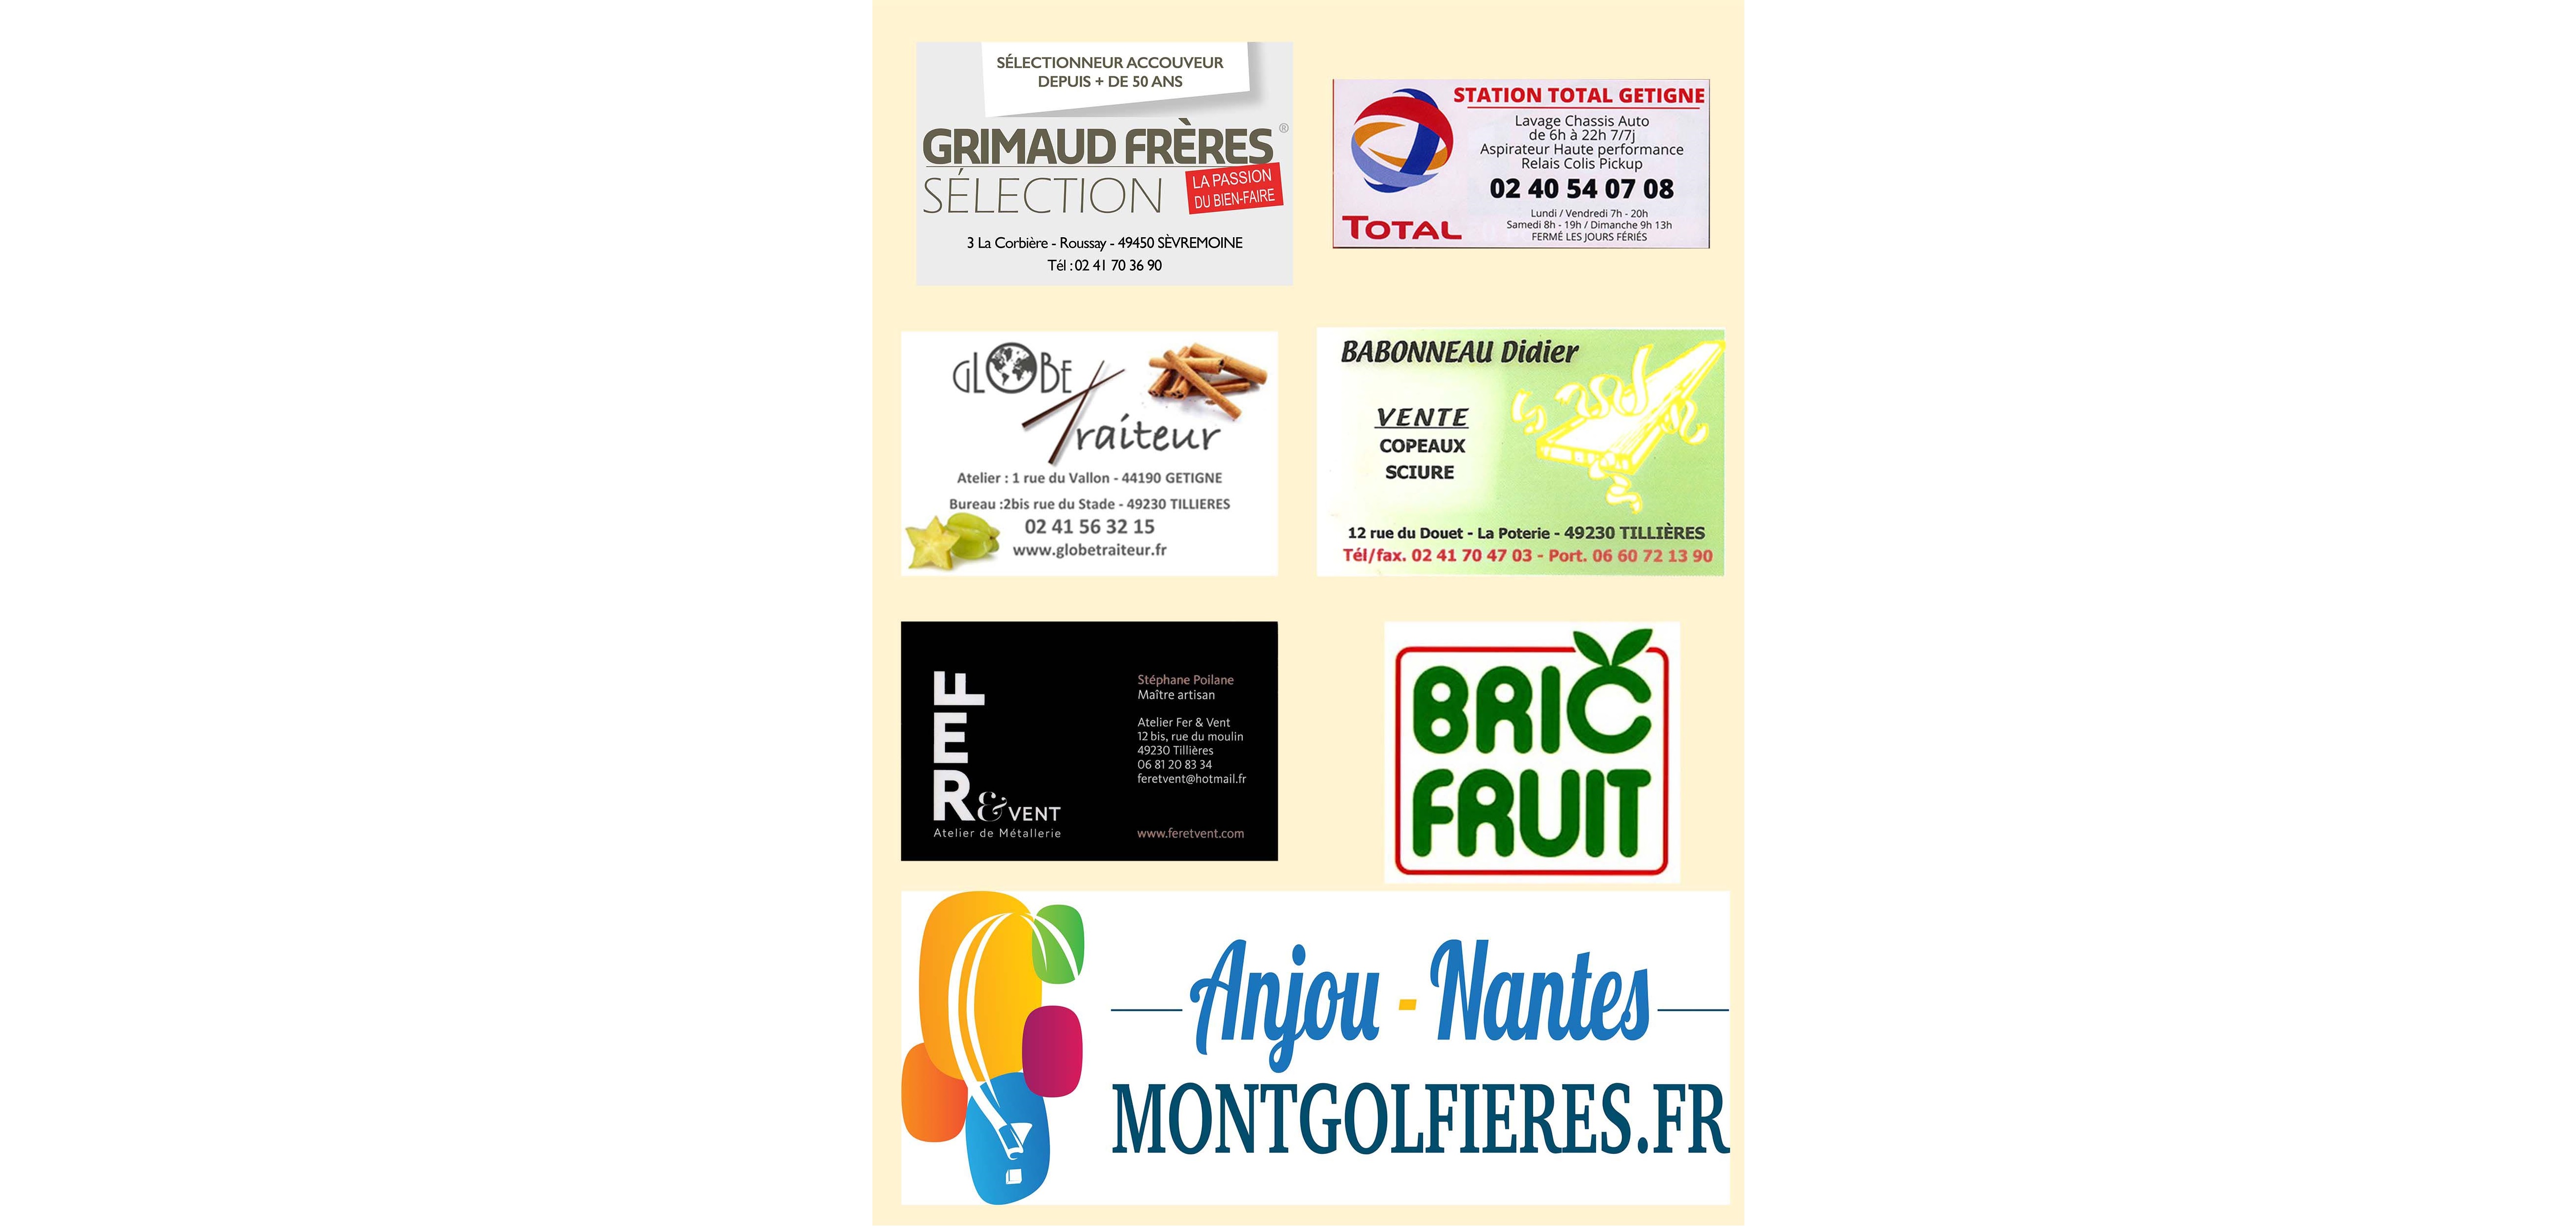 SÉLECTIONNEUR ACCOUVEUR
DEPUIS + DE 50 ANS
GRIMAUD FRÈRES®
SÉLECTION
LA PASSION
DU BIEN-FAIRE
3 La Corbière - Roussay - 49450 SÈVREMOINE
Tél : 02 41 70 36 90
STATION TOTAL GETIGNE
Lavage Chassis Auto
de 6h à 22h 7/7j
Aspirateur Haute performance
Relais Colis Pickup
02 40 54 07 08
Lundi / Vendredi 7h - 20h
Samedi 8h - 19h / Dimanche 9h 13h
FERMÉ LES JOURS FÉRIÉS
TOTAL
GLOBE
Traiteur
Atelier : 1 rue du Vallon - 44190 GETIGNE
Bureau :2bis rue du Stade - 49230 TILLIERES
02 41 56 32 15
www.globetraiteur.fr
BABONNEAU Didier
VENTE
COPEAUX
SCIURE
12 rue du Douet - La Poterie - 49230 TILLIÈRES
Tél/fax. 02 41 70 47 03 - Port. 06 60 72 13 90
FER & VENT
Atelier de Métallerie
Stéphane Poilane
Maître artisan
Atelier Fer & Vent
12 bis, rue du moulin
49230 Tillières
06 81 20 83 34
feretvent@hotmail.fr
www.feretvent.com
BRIC
FRUIT
Anjou - Nantes
MONTGOLFIERES.FR